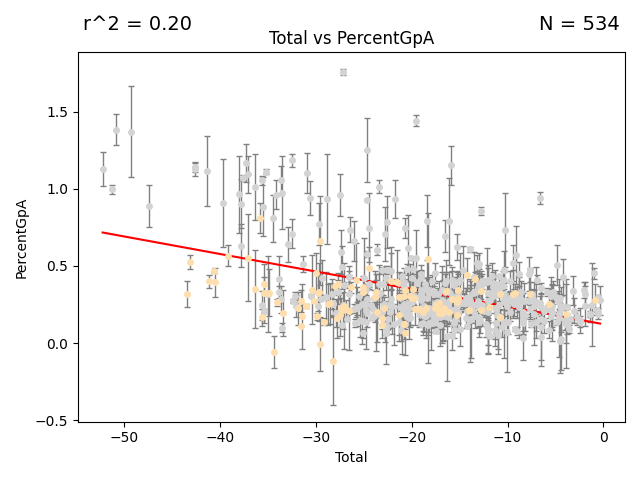 r^2 = 0.20
N = 534
Total vs PercentGpA
PercentGpA
1.5
1.0
0.5
0.0
−0.5
−50
−40
−30
−20
−10
0
Total